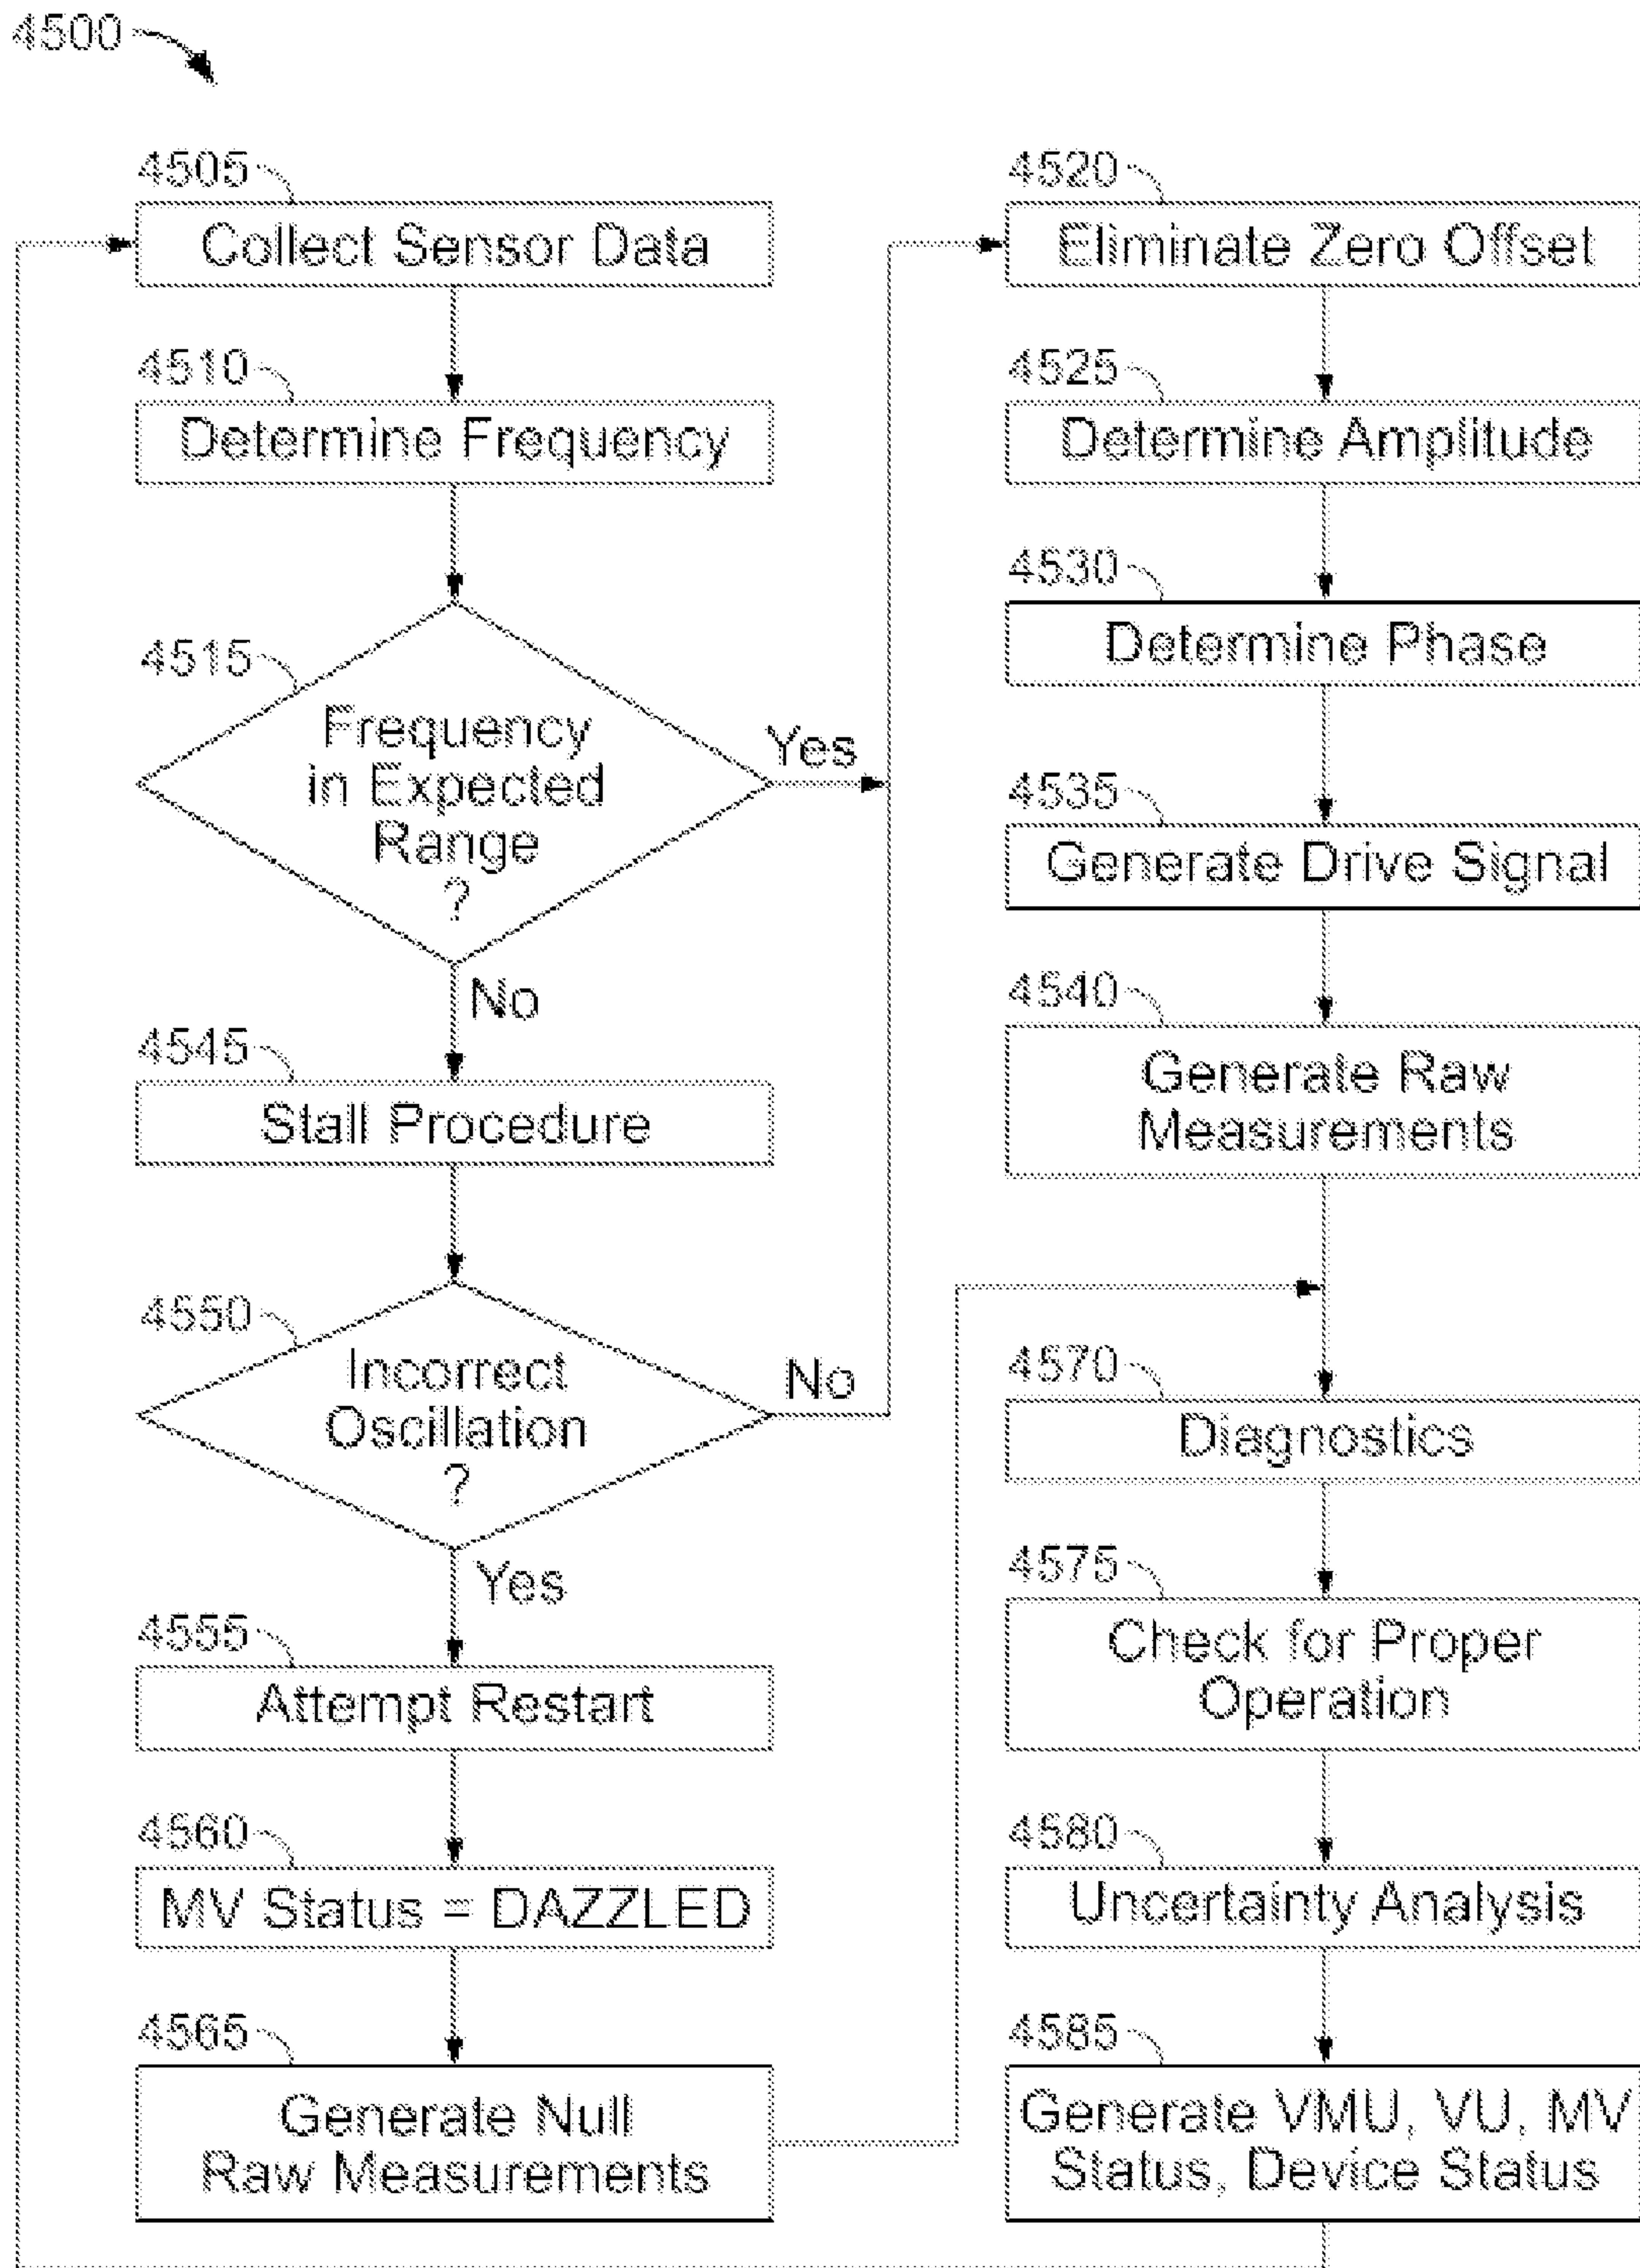 4500
4505
Collect Sensor Data
4510
Determine Frequency
4515
Frequency
in Expected
Range
?
Yes
No
4545
Stall Procedure
4550
Incorrect
Oscillation
?
No
Yes
4555
Attempt Restart
4560
MV Status = DAZZLED
4565
Generate Null
Raw Measurements
4520
Eliminate Zero Offset
4525
Determine Amplitude
4530
Determine Phase
4535
Generate Drive Signal
4540
Generate Raw
Measurements
4570
Diagnostics
4575
Check for Proper
Operation
4580
Uncertainty Analysis
4585
Generate VMU, VU, MV
Status, Device Status